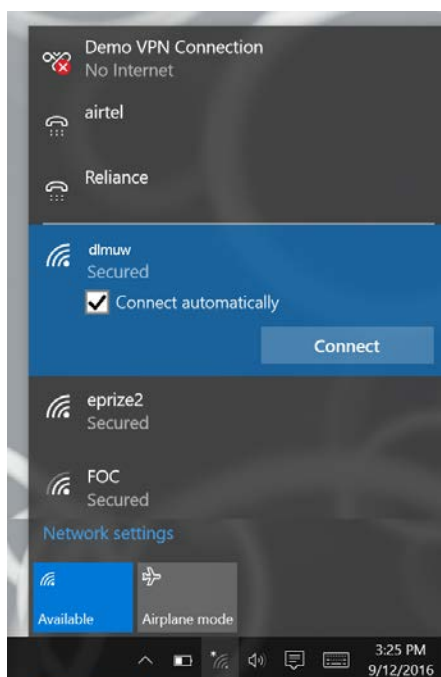 Demo VPN Connection
No Internet
airtel
Reliance
dlmuw
Secured
Connect automatically
Connect
eprize2
Secured
FOC
Secured
Network settings
Available
Airplane mode
3:25 PM
9/12/2016